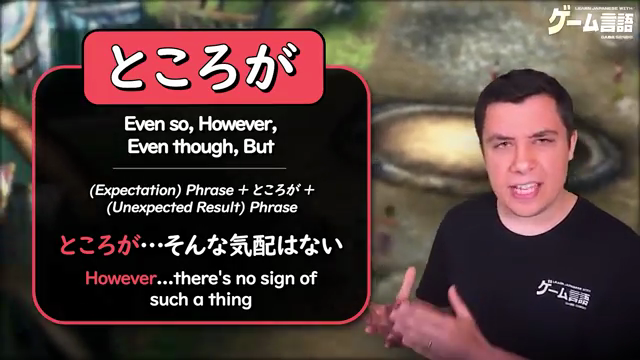 ところが
Even so, However,
Even though, But
(Expectation) Phrase + ところが +
(Unexpected Result) Phrase
ところが…そんな気配はない
However...there's no sign of
such a thing
LEARN JAPANESE WITH
ゲーム言語
ゲーム言語